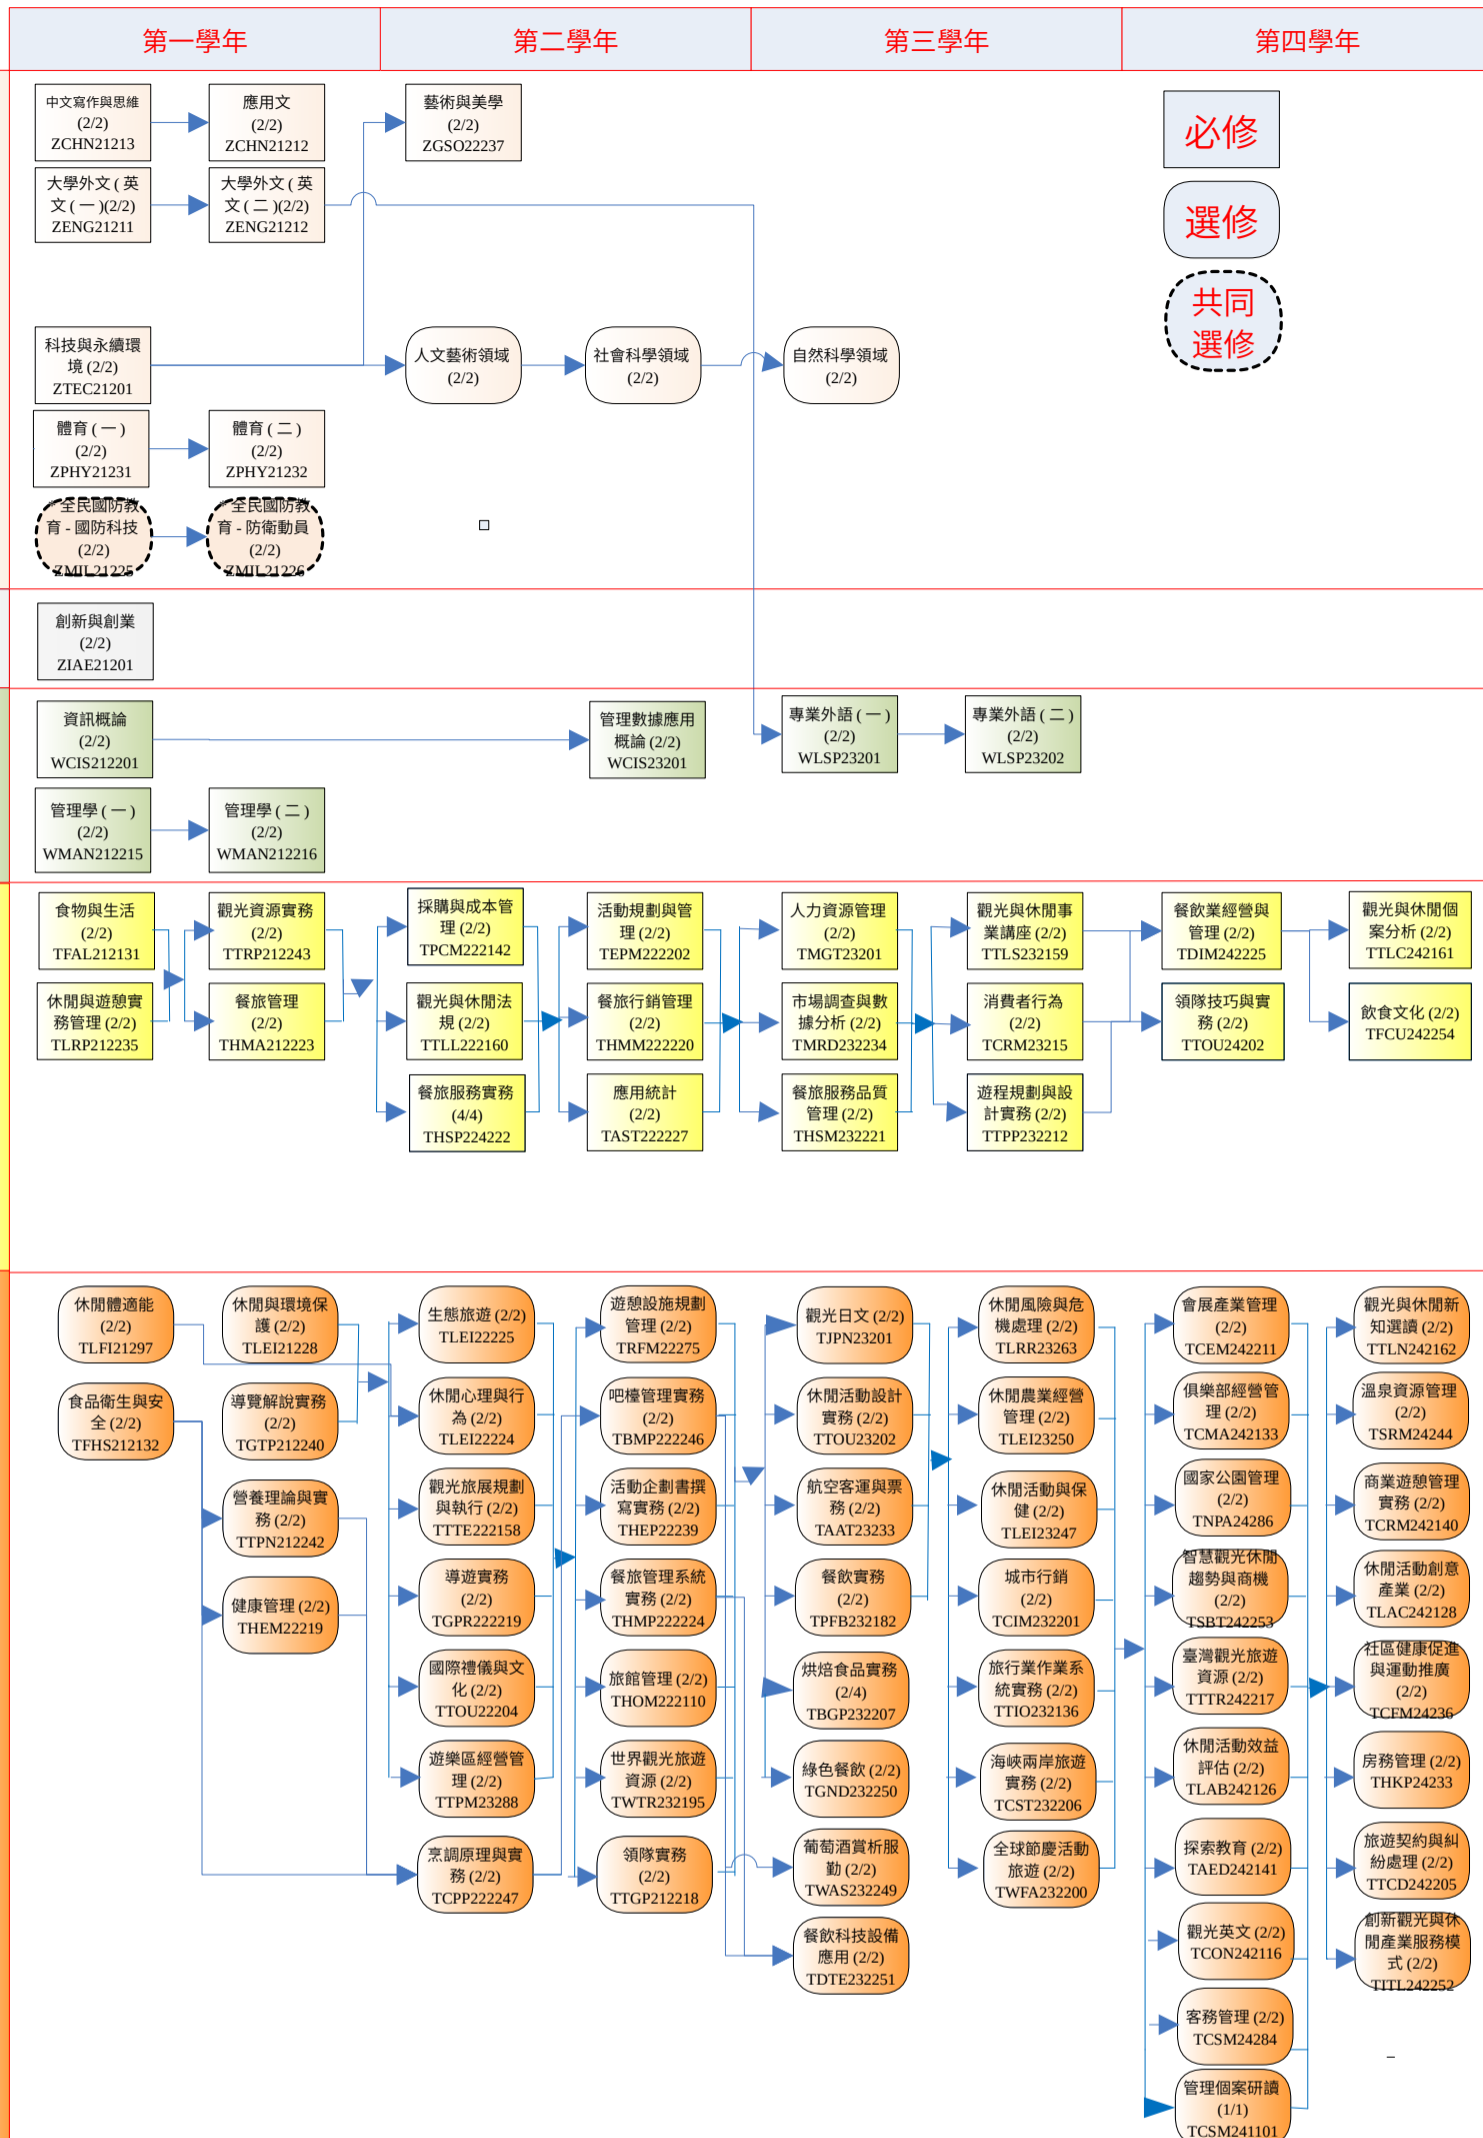 第一學年
第二學年
第三學年
第四學年
中文寫作與思維
(2/2)
ZCHN21213
應用文
(2/2)
ZCHN21212
藝術與美學
(2/2)
ZGSO22237
必修
大學外文 ( 英
文 ( 一 )(2/2)
ZENG21211
大學外文 ( 英
文 ( 二 )(2/2)
ZENG21212
選修
共同
選修
科技與永續環
境 (2/2)
ZTEC21201
人文藝術領域
(2/2)
社會科學領域
(2/2)
自然科學領域
(2/2)
體育 ( 一 )
(2/2)
ZPHY21231
體育 ( 二 )
(2/2)
ZPHY21232
* 全民國防教
育 - 國防科技
(2/2)
ZMIL21225
* 全民國防教
育 - 防衛動員
(2/2)
ZMIL21226
創新與創業
(2/2)
ZIAE21201
資訊概論
(2/2)
WCIS212201
管理數據應用
概論 (2/2)
WCIS23201
專業外語 ( 一 )
(2/2)
WLSP23201
專業外語 ( 二 )
(2/2)
WLSP23202
管理學 ( 一 )
(2/2)
WMAN212215
管理學 ( 二 )
(2/2)
WMAN212216
食物與生活
(2/2)
TFAL212131
觀光資源實務
(2/2)
TTRP212243
採購與成本管
理 (2/2)
TPCM222142
活動規劃與管
理 (2/2)
TEPM222202
人力資源管理
(2/2)
TMGT23201
觀光與休閒事
業講座 (2/2)
TTLS232159
餐飲業經營與
管理 (2/2)
TDIM242225
觀光與休閒個
案分析 (2/2)
TTLC242161
休閒與遊憩實
務管理 (2/2)
TLRP212235
餐旅管理
(2/2)
THMA212223
觀光與休閒法
規 (2/2)
TTLL222160
餐旅行銷管理
(2/2)
THMM222220
市場調查與數
據分析 (2/2)
TMRD232234
消費者行為
(2/2)
TCRM23215
領隊技巧與實
務 (2/2)
TTOU24202
飲食文化 (2/2)
TFCU242254
餐旅服務實務
(4/4)
THSP224222
應用統計
(2/2)
TAST222227
餐旅服務品質
管理 (2/2)
THSM232221
遊程規劃與設
計實務 (2/2)
TTPP232212
休閒體適能
(2/2)
TLFI21297
休閒與環境保
護 (2/2)
TLEI21228
生態旅遊 (2/2)
TLEI22225
遊憩設施規劃
管理 (2/2)
TRFM22275
觀光日文 (2/2)
TJPN23201
休閒風險與危
機處理 (2/2)
TLRR23263
會展產業管理
(2/2)
TCEM242211
觀光與休閒新
知選讀 (2/2)
TTLN242162
食品衛生與安
全 (2/2)
TFHS212132
導覽解說實務
(2/2)
TGTP212240
休閒心理與行
為 (2/2)
TLEI22224
吧檯管理實務
(2/2)
TBMP222246
休閒活動設計
實務 (2/2)
TTOU23202
休閒農業經營
管理 (2/2)
TLEI23250
俱樂部經營管
理 (2/2)
TCMA242133
溫泉資源管理
(2/2)
TSRM24244
營養理論與實
務 (2/2)
TTPN212242
觀光旅展規劃
與執行 (2/2)
TTTE222158
活動企劃書撰
寫實務 (2/2)
THEP22239
航空客運與票
務 (2/2)
TAAT23233
休閒活動與保
健 (2/2)
TLEI23247
國家公園管理
(2/2)
TNPA24286
商業遊憩管理
實務 (2/2)
TCRM242140
健康管理 (2/2)
THEM22219
導遊實務
(2/2)
TGPR222219
餐旅管理系統
實務 (2/2)
THMP222224
餐飲實務
(2/2)
TPFB232182
城市行銷
(2/2)
TCIM232201
智慧觀光休閒
趨勢與商機
(2/2)
TSBT242253
休閒活動創意
產業 (2/2)
TLAC242128
國際禮儀與文
化 (2/2)
TTOU22204
旅館管理 (2/2)
THOM222110
烘焙食品實務
(2/4)
TBGP232207
旅行業作業系
統實務 (2/2)
TTIO232136
臺灣觀光旅遊
資源 (2/2)
TTTR242217
社區健康促進
與運動推廣
(2/2)
TCFM24236
遊樂區經營管
理 (2/2)
TTPM23288
世界觀光旅遊
資源 (2/2)
TWTR232195
綠色餐飲 (2/2)
TGND232250
海峽兩岸旅遊
實務 (2/2)
TCST232206
休閒活動效益
評估 (2/2)
TLAB242126
房務管理 (2/2)
THKP24233
烹調原理與實
務 (2/2)
TCPP222247
領隊實務
(2/2)
TTGP212218
葡萄酒賞析服
勤 (2/2)
TWAS232249
全球節慶活動
旅遊 (2/2)
TWFA232200
探索教育 (2/2)
TAED242141
旅遊契約與糾
紛處理 (2/2)
TTCD242205
餐飲科技設備
應用 (2/2)
TDTE232251
觀光英文 (2/2)
TCON242116
創新觀光與休
閒產業服務模
式 (2/2)
TITL242252
客務管理 (2/2)
TCSM24284
管理個案研讀
(1/1)
TCSM241101